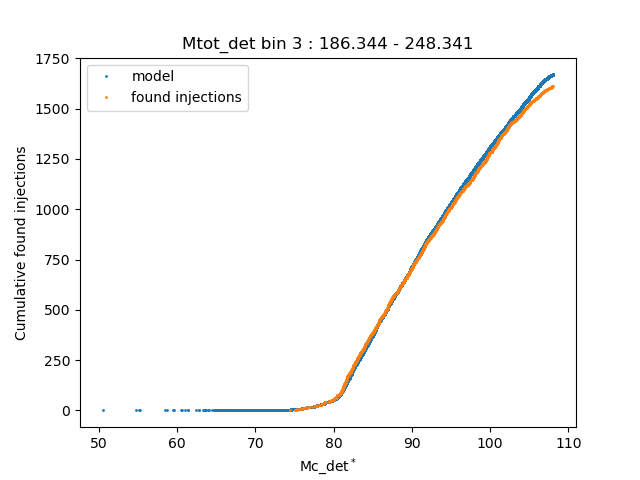 Mtot_det bin 3 : 186.344 - 248.341
model
found injections
1750
1500
1250
1000
750
500
250
0
Cumulative found injections
50 60 70 80 90 100 110
Mc_det*